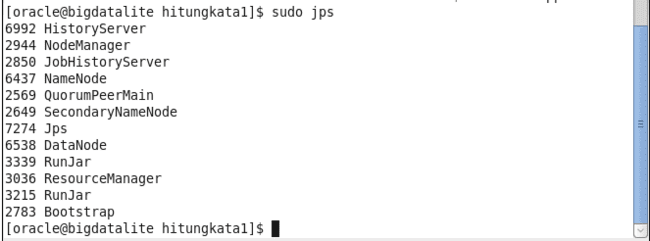 [oracle@bigdatalite hitungkata1]$ sudo jps
6992 HistoryServer
2944 NodeManager
2850 JobHistoryServer
6437 NameNode
2569 QuorumPeerMain
2649 SecondaryNameNode
7274 Jps
6538 DataNode
3339 RunJar
3036 ResourceManager
3215 RunJar
2783 Bootstrap
[oracle@bigdatalite hitungkata1]$